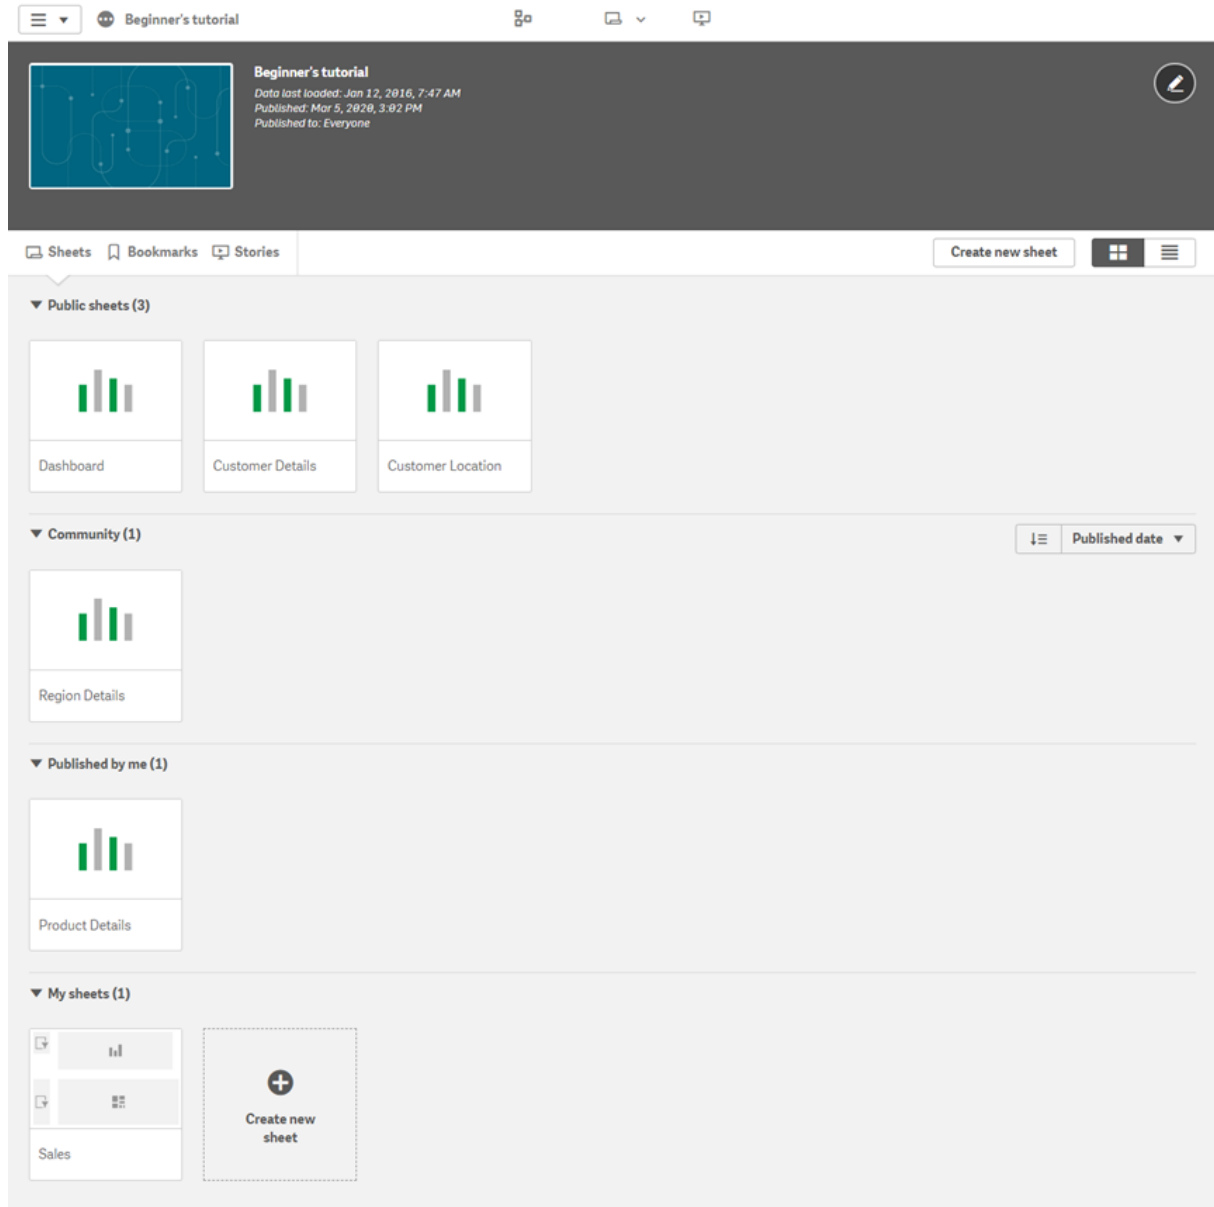 Beginner's tutorial
Beginner's tutorial
Data last loaded: Jan 12, 2016, 7:47 AM
Published: Mar 5, 2020, 3:02 PM
Published to: Everyone
Sheets Bookmarks Stories Create new sheet
Public sheets (3)
Dashboard Customer Details Customer Location
Community (1) Published date
Region Details
Published by me (1)
Product Details
My sheets (1)
Create new
sheet
Sales